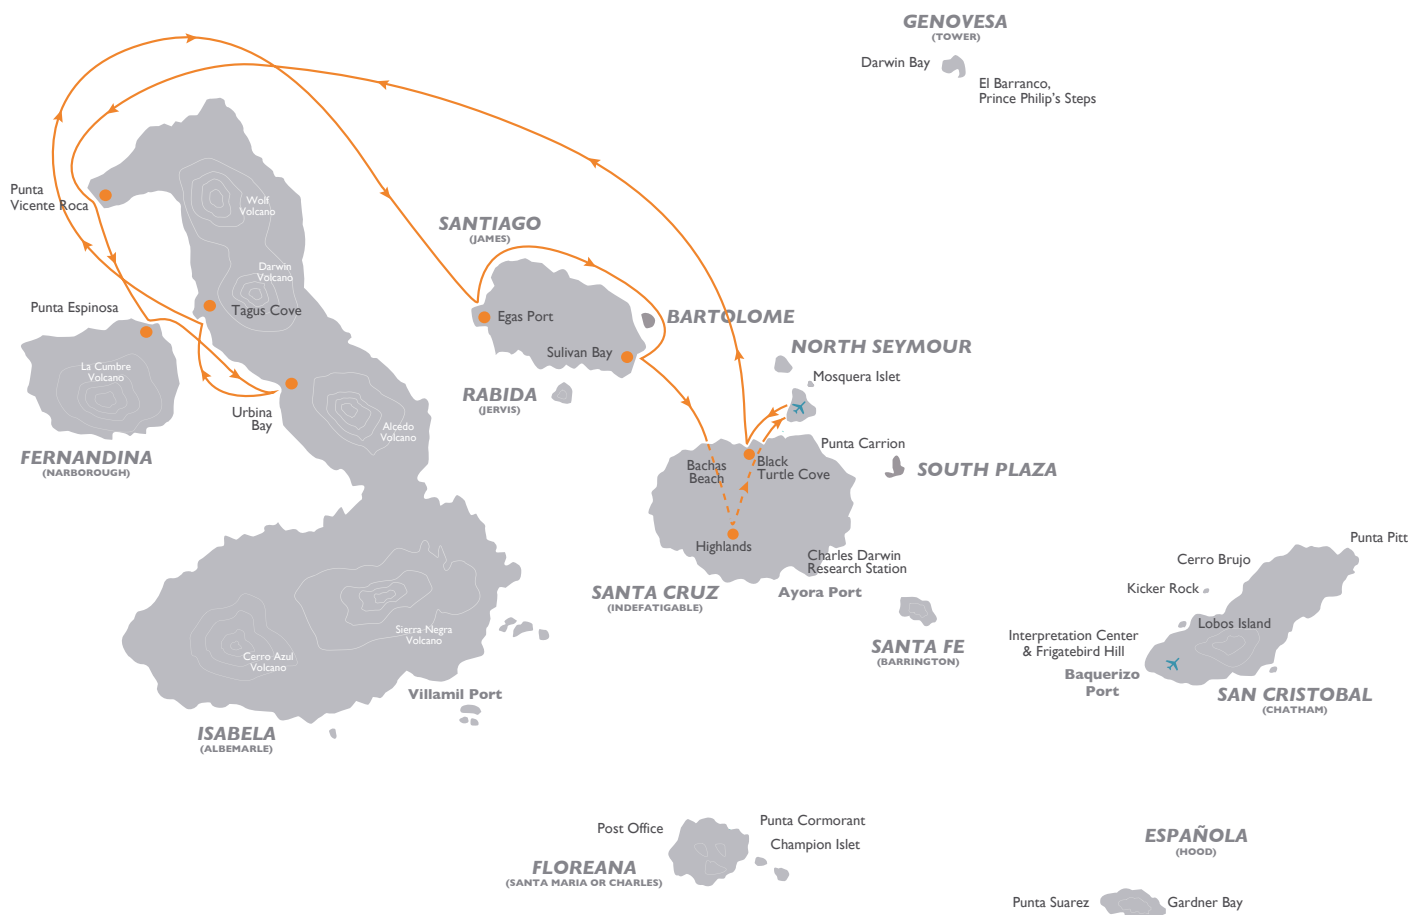 GENOVESA
(TOWER)
Darwin Bay
El Barranco,
Prince Philip's Steps
Punta
Vicente Roca
Wolf
Volcano
Darwin
Volcano
Tagus Cove
Punta Espinosa
La Cumbre
Volcano
FERNANDINA
(NARBOROUGH)
Urbina
Bay
Alcedo
Volcano
SANTIAGO
(JAMES)
Egas Port
Sulivan Bay
BARTOLOME
RABIDA
(JERVIS)
NORTH SEYMOUR
Mosquera Islet
Punta Carrion
SOUTH PLAZA
Bachas
Beach
Black
Turtle Cove
Highlands
Charles Darwin
Research Station
SANTA CRUZ
(INDEFATIGABLE)
Ayora Port
SANTA FE
(BARRINGTON)
Punta Pitt
Cerro Brujo
Kicker Rock
Lobos Island
Interpretation Center
& Frigatebird Hill
Baquerizo
Port
SAN CRISTOBAL
(CHATHAM)
Sierra Negra
Volcano
Cerro Azul
Volcano
Villamil Port
ISABELA
(ALBEMARLE)
Post Office
Punta Cormorant
Champion Islet
FLOREANA
(SANTA MARIA OR CHARLES)
ESPAÑOLA
(HOOD)
Punta Suarez
Gardner Bay